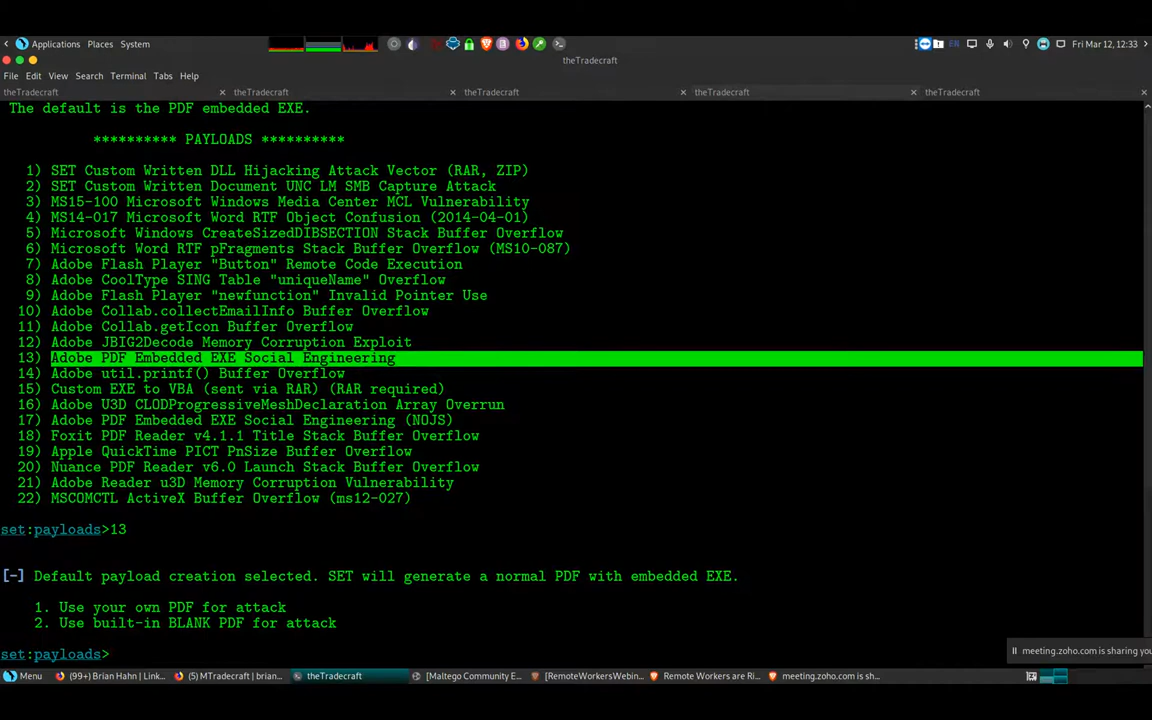 Applications Places System
Fri Mar 12, 12:33
theTradecraft
File Edit View Search Terminal Tabs Help
theTradecraft theTradecraft theTradecraft theTradecraft theTradecraft
The default is the PDF embedded EXE.
********** PAYLOADS **********
1) SET Custom Written DLL Hijacking Attack Vector (RAR, ZIP)
2) SET Custom Written Document UNC LM SMB Capture Attack
3) MS15-100 Microsoft Windows Media Center MCL Vulnerability
4) MS14-017 Microsoft Word RTF Object Confusion (2014-04-01)
5) Microsoft Windows CreateSizedDIBSECTION Stack Buffer Overflow
6) Microsoft Word RTF pFragments Stack Buffer Overflow (MS10-087)
7) Adobe Flash Player "Button" Remote Code Execution
8) Adobe CoolType SING Table "uniqueName" Overflow
9) Adobe Flash Player "newfunction" Invalid Pointer Use
10) Adobe Collab.collectEmailInfo Buffer Overflow
11) Adobe Collab.getIcon Buffer Overflow
12) Adobe JBIG2Decode Memory Corruption Exploit
13) Adobe PDF Embedded EXE Social Engineering
14) Adobe util.printf() Buffer Overflow
15) Custom EXE to VBA (sent via RAR) (RAR required)
16) Adobe U3D CLODProgressiveMeshDeclaration Array Overrun
17) Adobe PDF Embedded EXE Social Engineering (NOJS)
18) Foxit PDF Reader v4.1.1 Title Stack Buffer Overflow
19) Apple QuickTime PICT PnSize Buffer Overflow
20) Nuance PDF Reader v6.0 Launch Stack Buffer Overflow
21) Adobe Reader u3D Memory Corruption Vulnerability
22) MSCOMCTL ActiveX Buffer Overflow (ms12-027)
set:payloads>13
[-] Default payload creation selected. SET will generate a normal PDF with embedded EXE.
1. Use your own PDF for attack
2. Use built-in BLANK PDF for attack
set:payloads>
meeting.zoho.com is sharing you
Menu (99+) Brian Hahn | Link... (5) MTradecraft | brian... theTradecraft [Maltego Community E... [RemoteWorkersWebin... Remote Workers are Ri... meeting.zoho.com is sh...